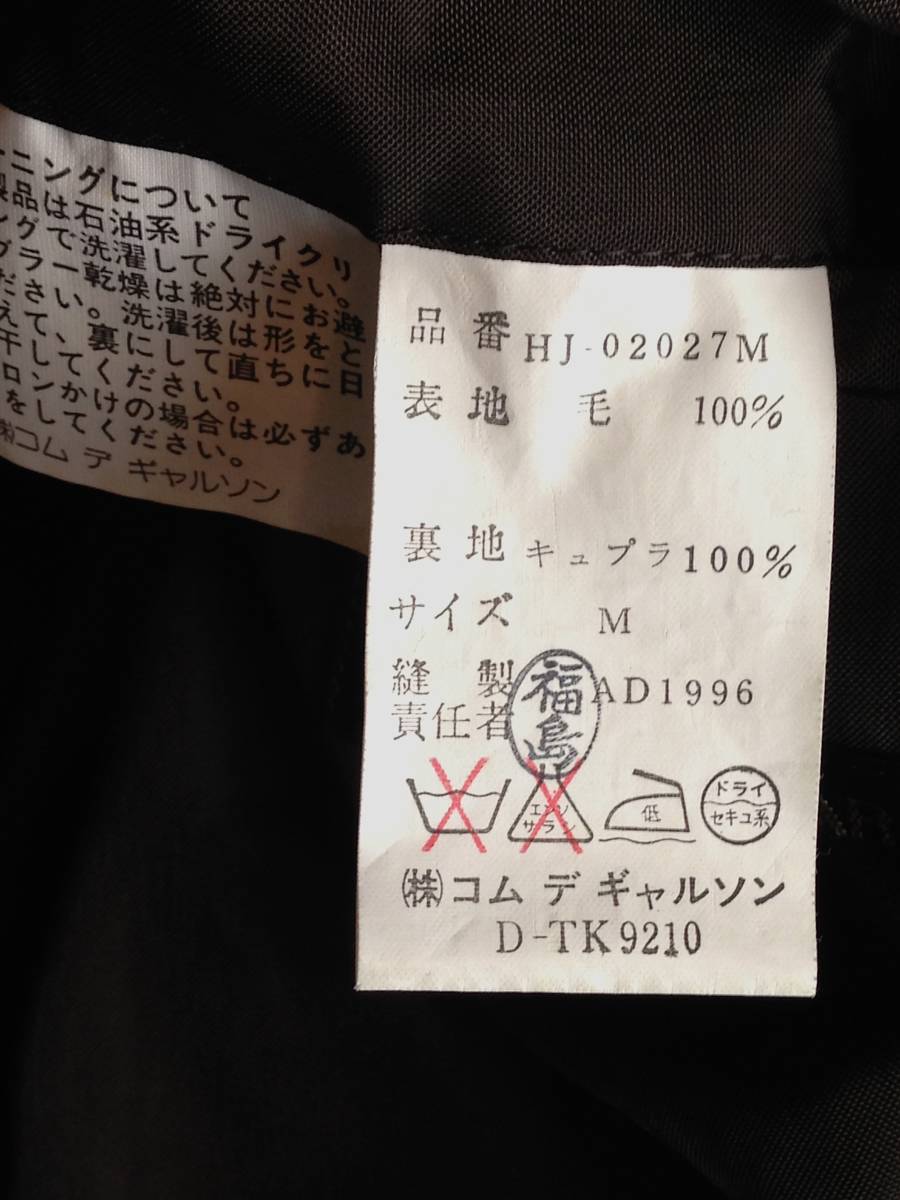 ーニングについて
製品は石油系ドライクリ
ングで洗濯してください。
ブラー乾燥は絶対にお避
ださい。洗濯後は形をと
えて、裏にして直ちに日
干してください。
ロンかけの場合は必ずあ
をしてください。
㈱コム デ ギャルソン
品番 HJ-02027M
表地 毛 100%
裏地 キュプラ 100%
サイズ M
縫製
責任者 福島 AD1996
エンソ
サラシ
低
ドライ
セキユ系
㈱コム デ ギャルソン
D-TK9210